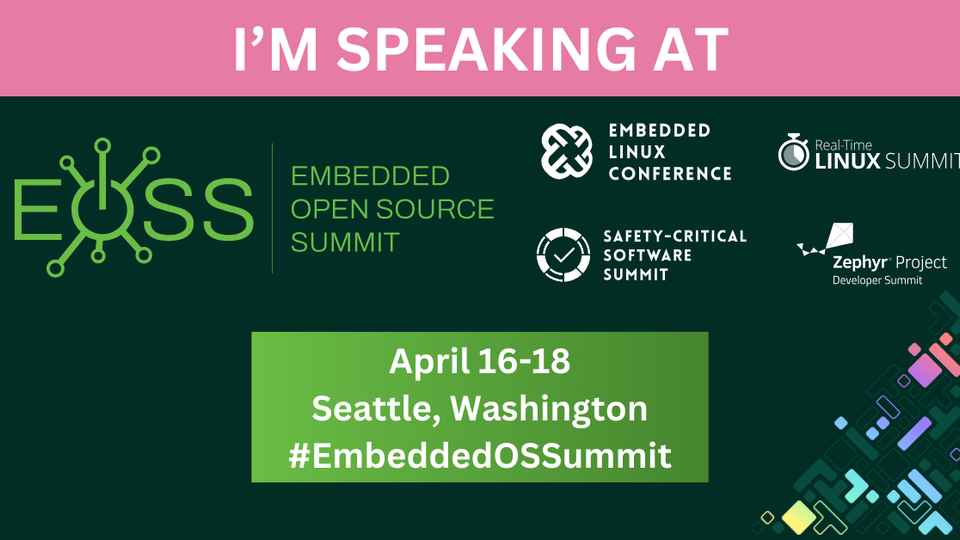 I'M SPEAKING AT
EOSS
EMBEDDED
OPEN SOURCE
SUMMIT
EMBEDDED
LINUX
CONFERENCE
Real-Time
LINUX SUMMIT
SAFETY-CRITICAL
SOFTWARE
SUMMIT
Zephyr® Project
Developer Summit
April 16-18
Seattle, Washington
#EmbeddedOSSummit